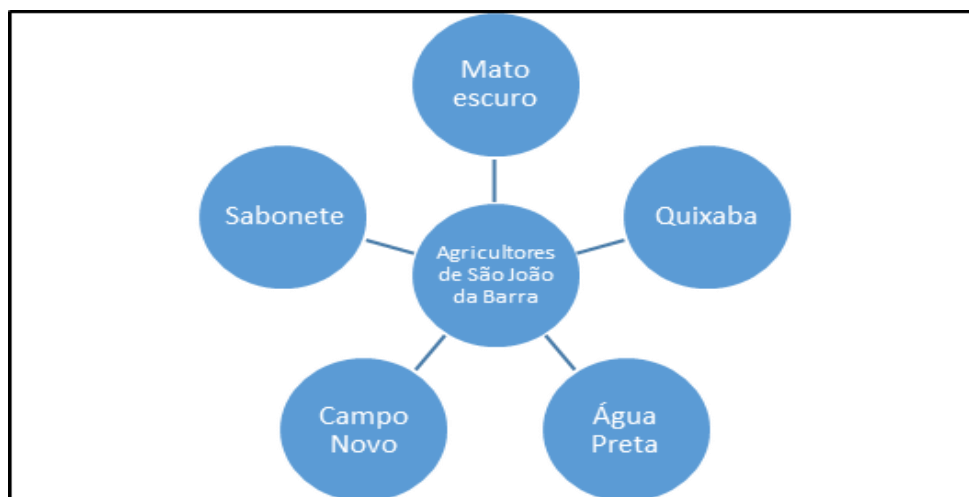 Mato
escuro
Sabonete
Quixaba
Agricultores
de São João
da Barra
Campo
Novo
Água
Preta